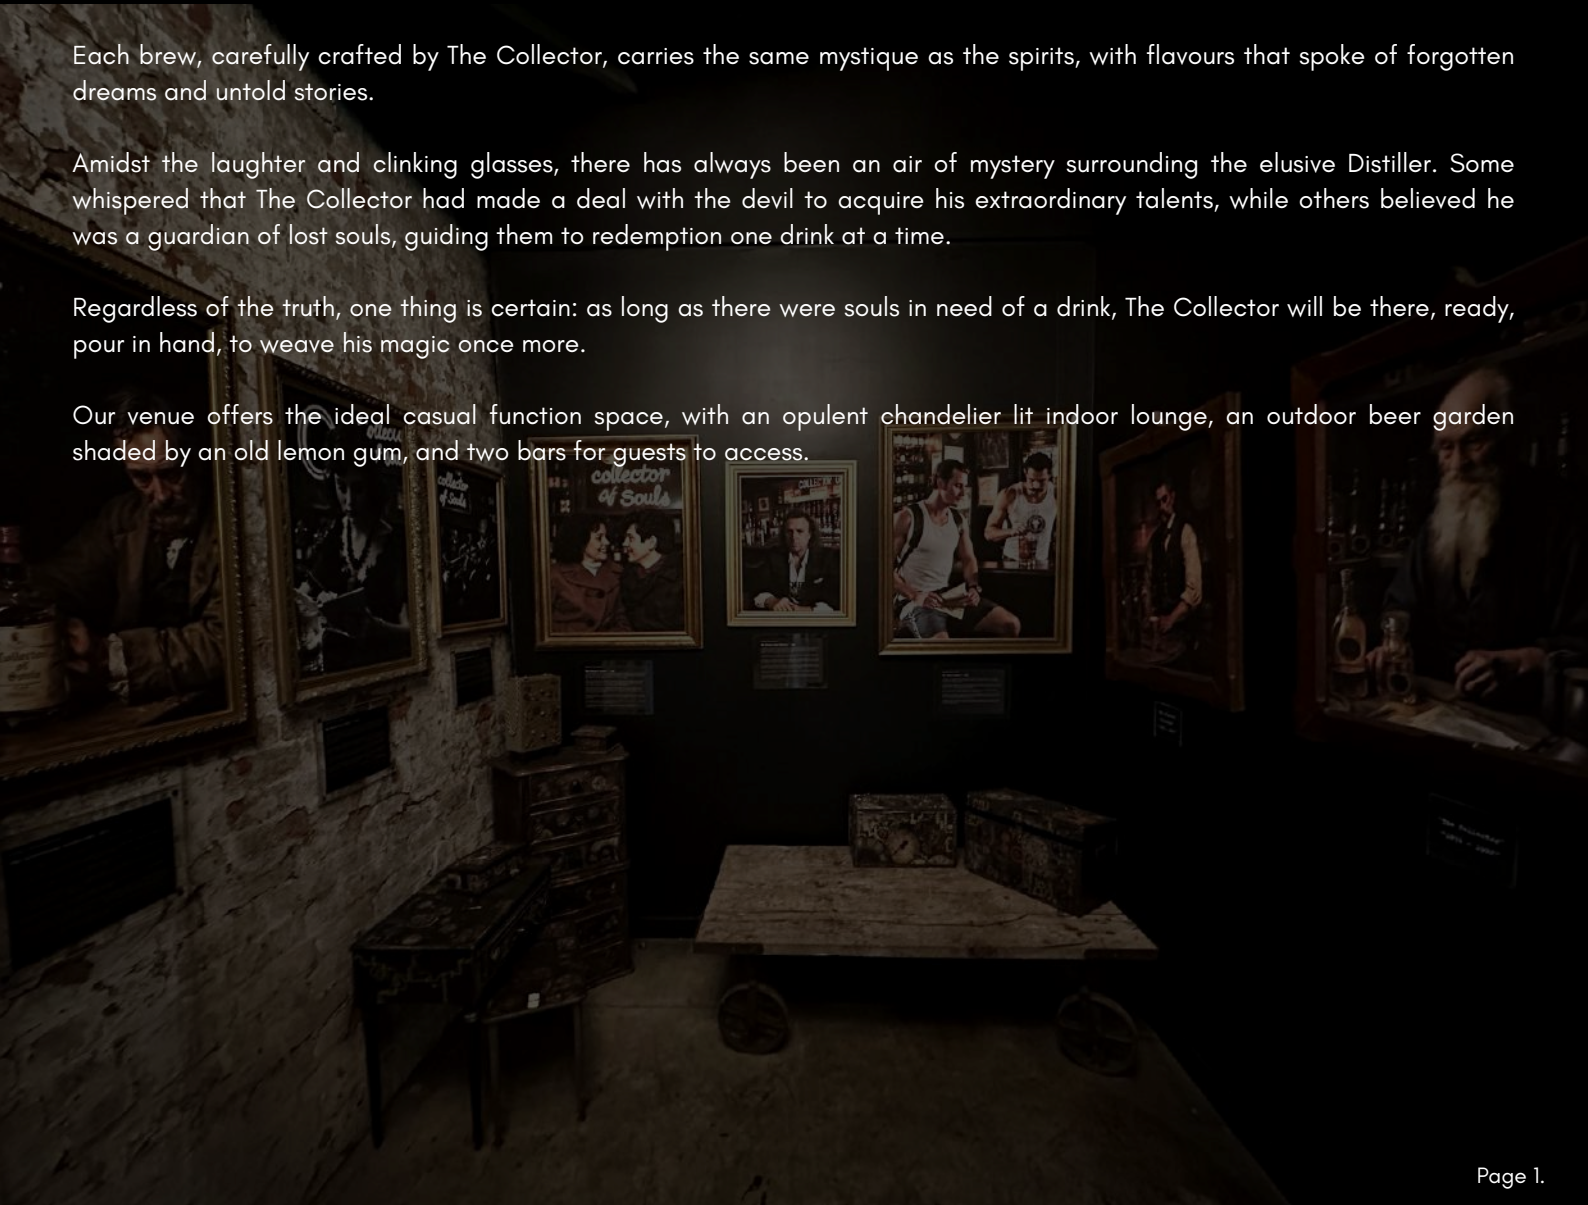 Each brew, carefully crafted by The Collector, carries the same mystique as the spirits, with flavours that spoke of forgotten
dreams and untold stories.
Amidst the laughter and clinking glasses, there has always been an air of mystery surrounding the elusive Distiller. Some
whispered that The Collector had made a deal with the devil to acquire his extraordinary talents, while others believed he
was a guardian of lost souls, guiding them to redemption one drink at a time.
Regardless of the truth, one thing is certain: as long as there were souls in need of a drink, The Collector will be there, ready,
pour in hand, to weave his magic once more.
Our venue offers the ideal casual function space, with an opulent chandelier lit indoor lounge, an outdoor beer garden
shaded by an old lemon gum, and two bars for guests to access.
collector
of Souls
collector
of Souls
Page 1.